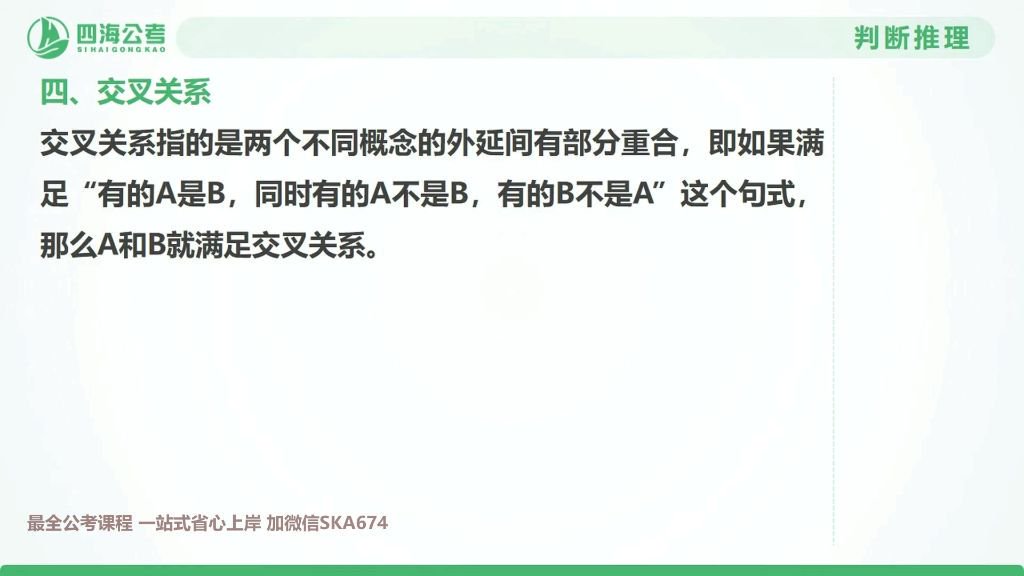 四海公考
SIHAIGONGKAO
判断推理
四、交叉关系
交叉关系指的是两个不同概念的外延间有部分重合，即如果满
足“有的A是B，同时有的A不是B，有的B不是A”这个句式，
那么A和B就满足交叉关系。
最全公考课程 一站式省心上岸 加微信SKA674